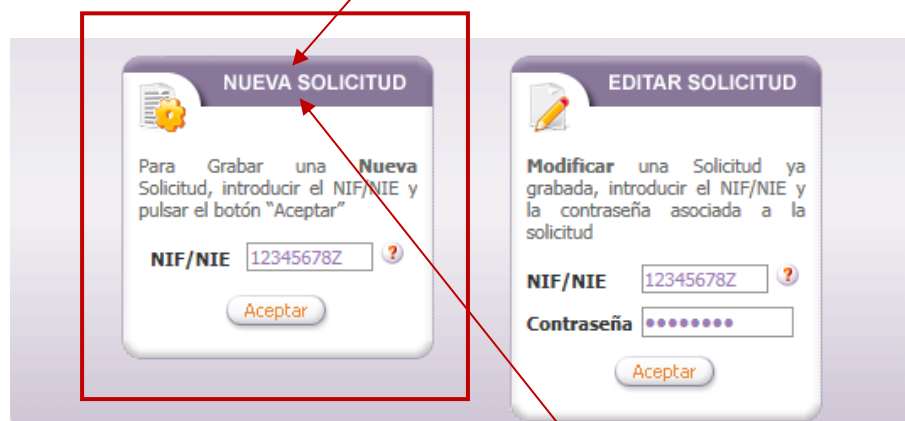 NUEVA SOLICITUD
Para Grabar una Nueva
Solicitud, introducir el NIF/NIE y
pulsar el botón "Aceptar"
NIF/NIE 12345678Z ?
Aceptar
EDITAR SOLICITUD
Modificar una Solicitud ya
grabada, introducir el NIF/NIE y
la contraseña asociada a la
solicitud
NIF/NIE 12345678Z ?
Contraseña ••••••••
Aceptar